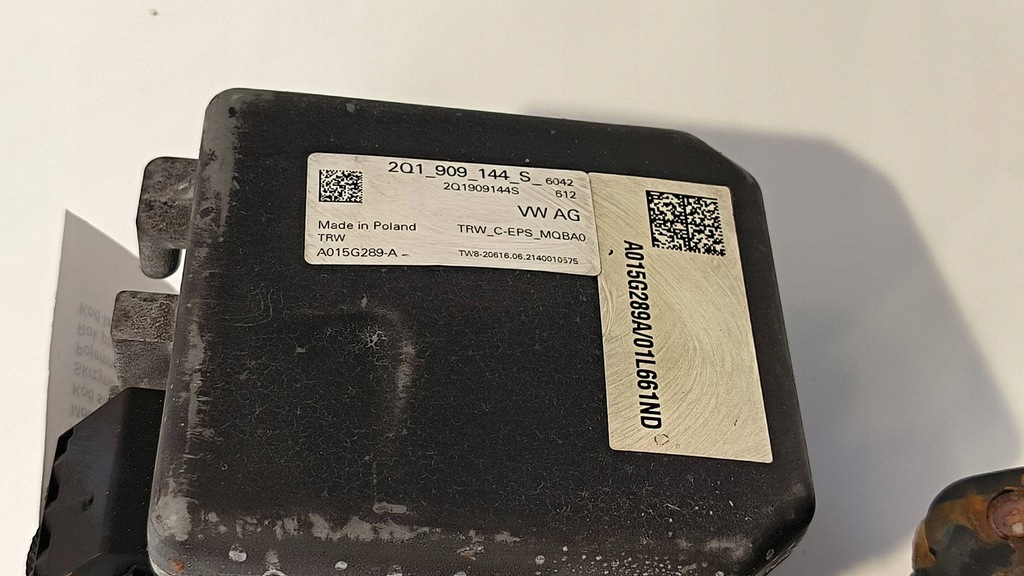 2Q1_909_144_S_ 6042
2Q1909144S 612
VW AG
Made in Poland TRW_C-EPS_MQBA0
TRW
A015G289-A - TW8-20616.06.2140010575
A015G289A/01L661ND